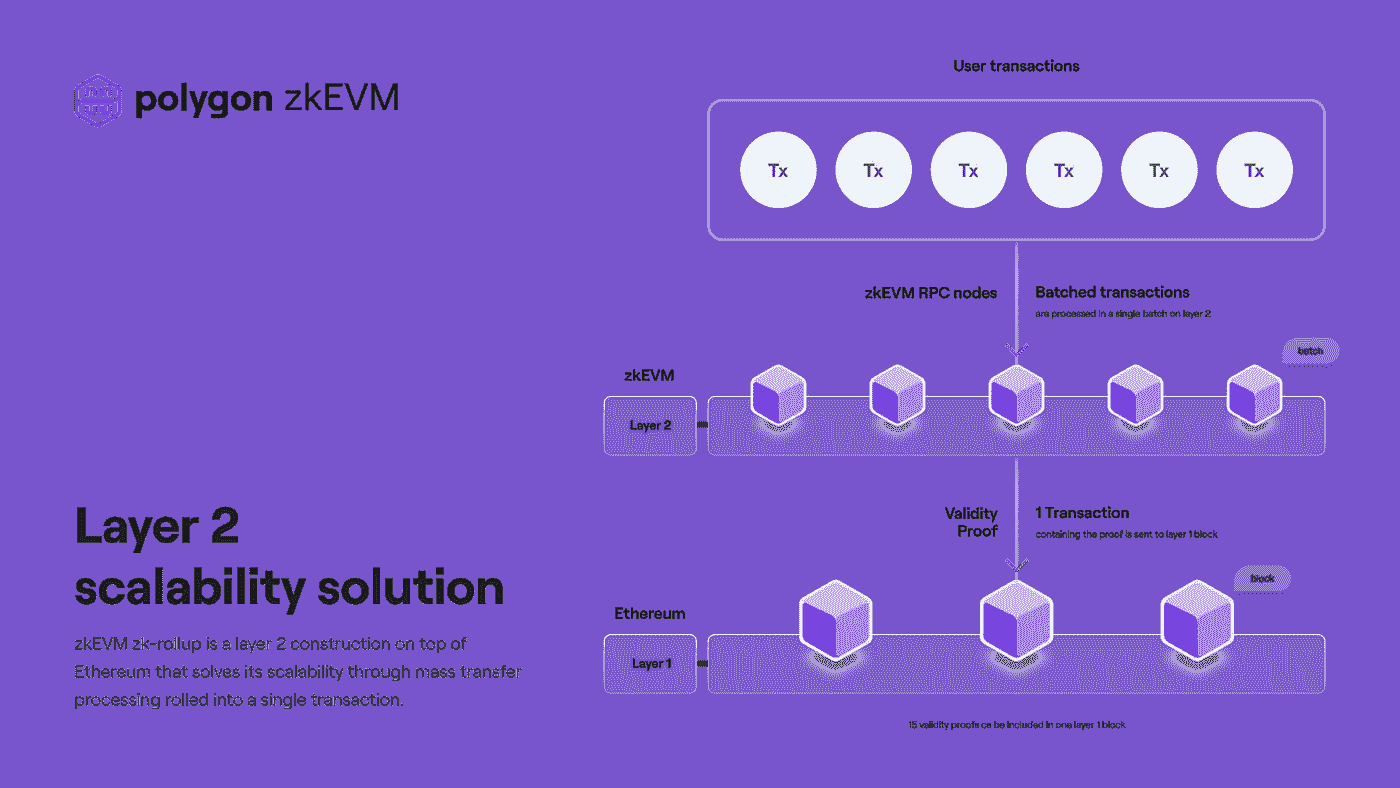 polygon zkEVM
User transactions
Tx Tx Tx Tx Tx Tx
zkEVM RPC nodes
Batched transactions
are processed in a single batch on layer 2
batch
zkEVM
Layer 2
Validity
Proof
1 Transaction
containing the proof is sent to layer 1 block
block
Ethereum
Layer 1
15 validity proofs ca be included in one layer 1 block
Layer 2
scalability solution
zkEVM zk-rollup is a layer 2 construction on top of
Ethereum that solves its scalability through mass transfer
processing rolled into a single transaction.